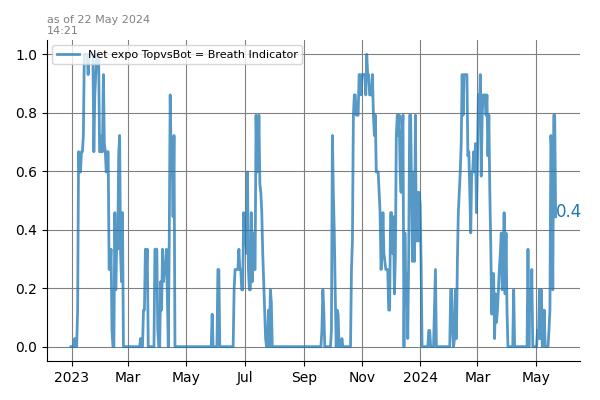 as of 22 May 2024
14:21
Net expo TopvsBot = Breath Indicator
1.0
0.8
0.6
0.4
0.2
0.0
0.4
2023 Mar May Jul Sep Nov 2024 Mar May